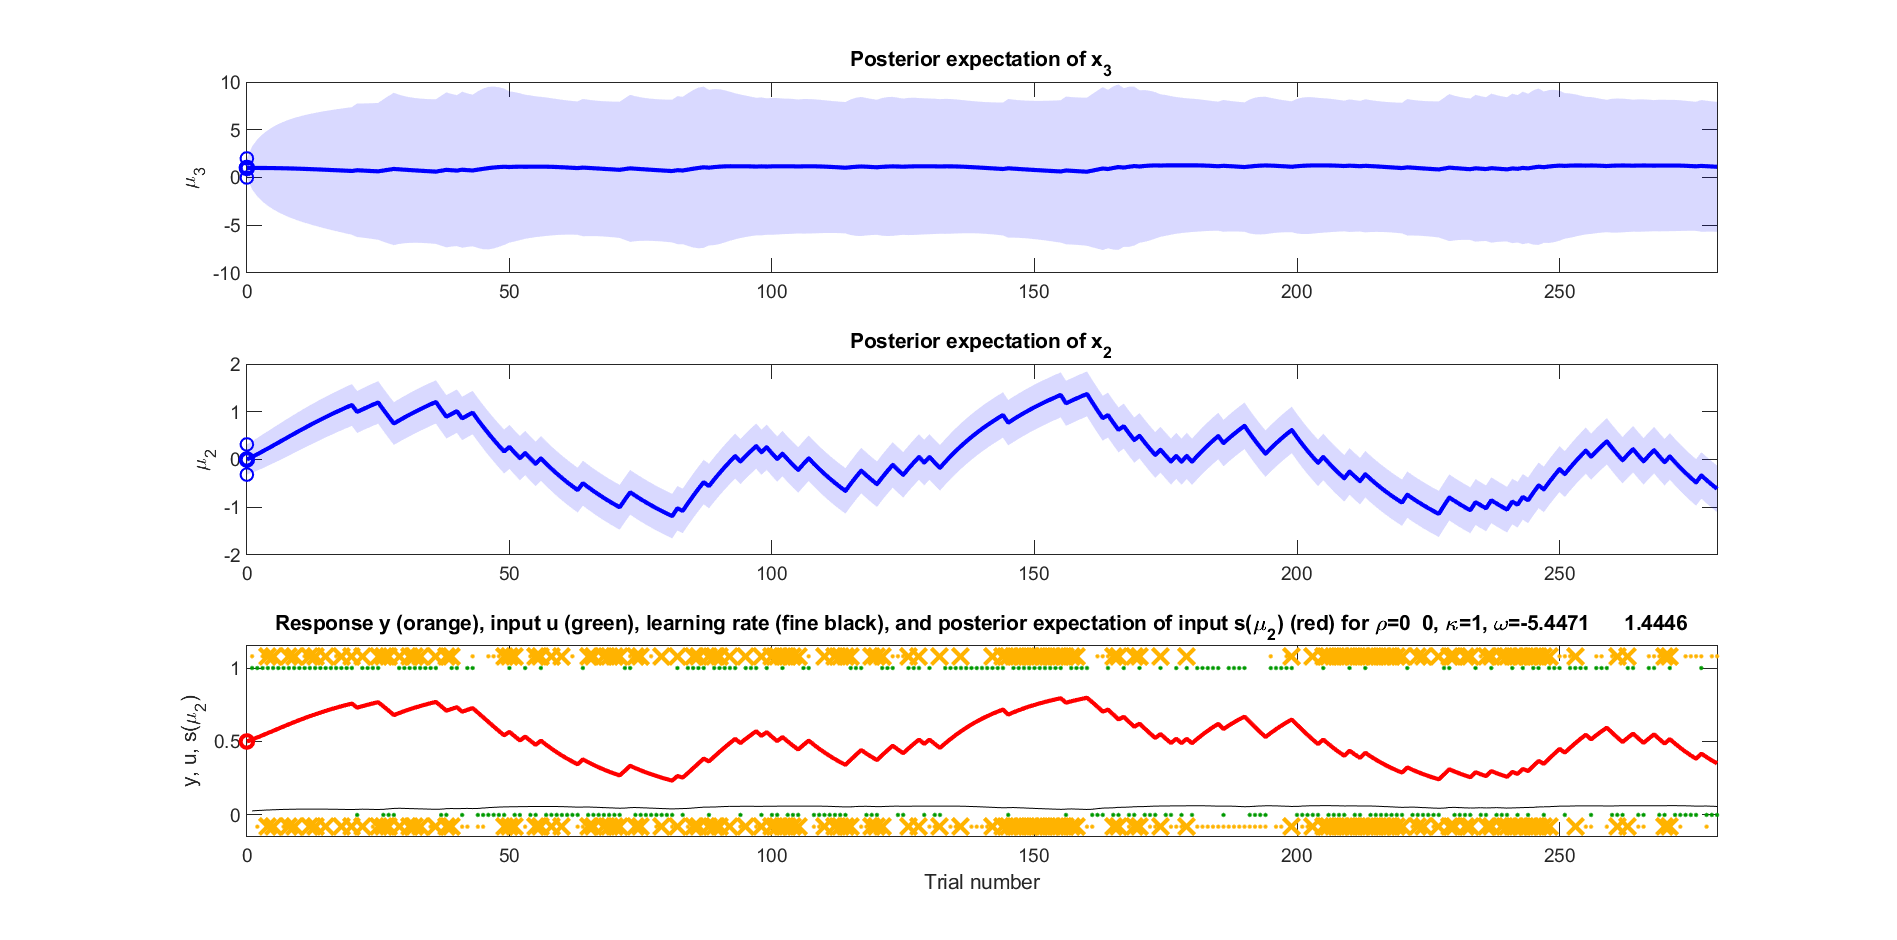 Posterior expectation of x₃
10
5
0
-5
-10
μ₃
0 50 100 150 200 250
Posterior expectation of x₂
2
1
0
-1
-2
μ₂
0 50 100 150 200 250
Response y (orange), input u (green), learning rate (fine black), and posterior expectation of input s(μ₂) (red) for ρ=0 0, κ=1, ω=-5.4471 1.4446
1
0.5
0
y, u, s(μ₂)
0 50 100 150 200 250
Trial number